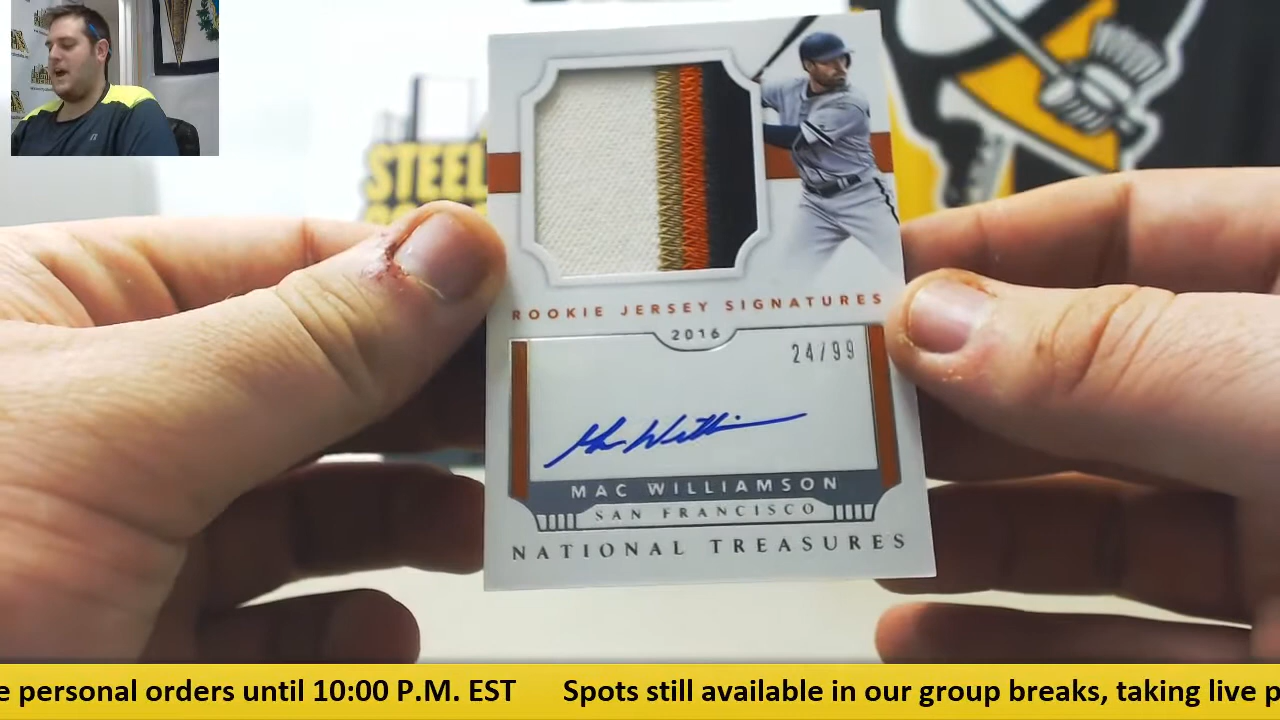 STEEL
ROOKIE JERSEY SIGNATURES
2016
24/99
MAC WILLIAMSON
SAN FRANCISCO
NATIONAL TREASURES
e personal orders until 10:00 P.M. EST Spots still available in our group breaks, taking live p